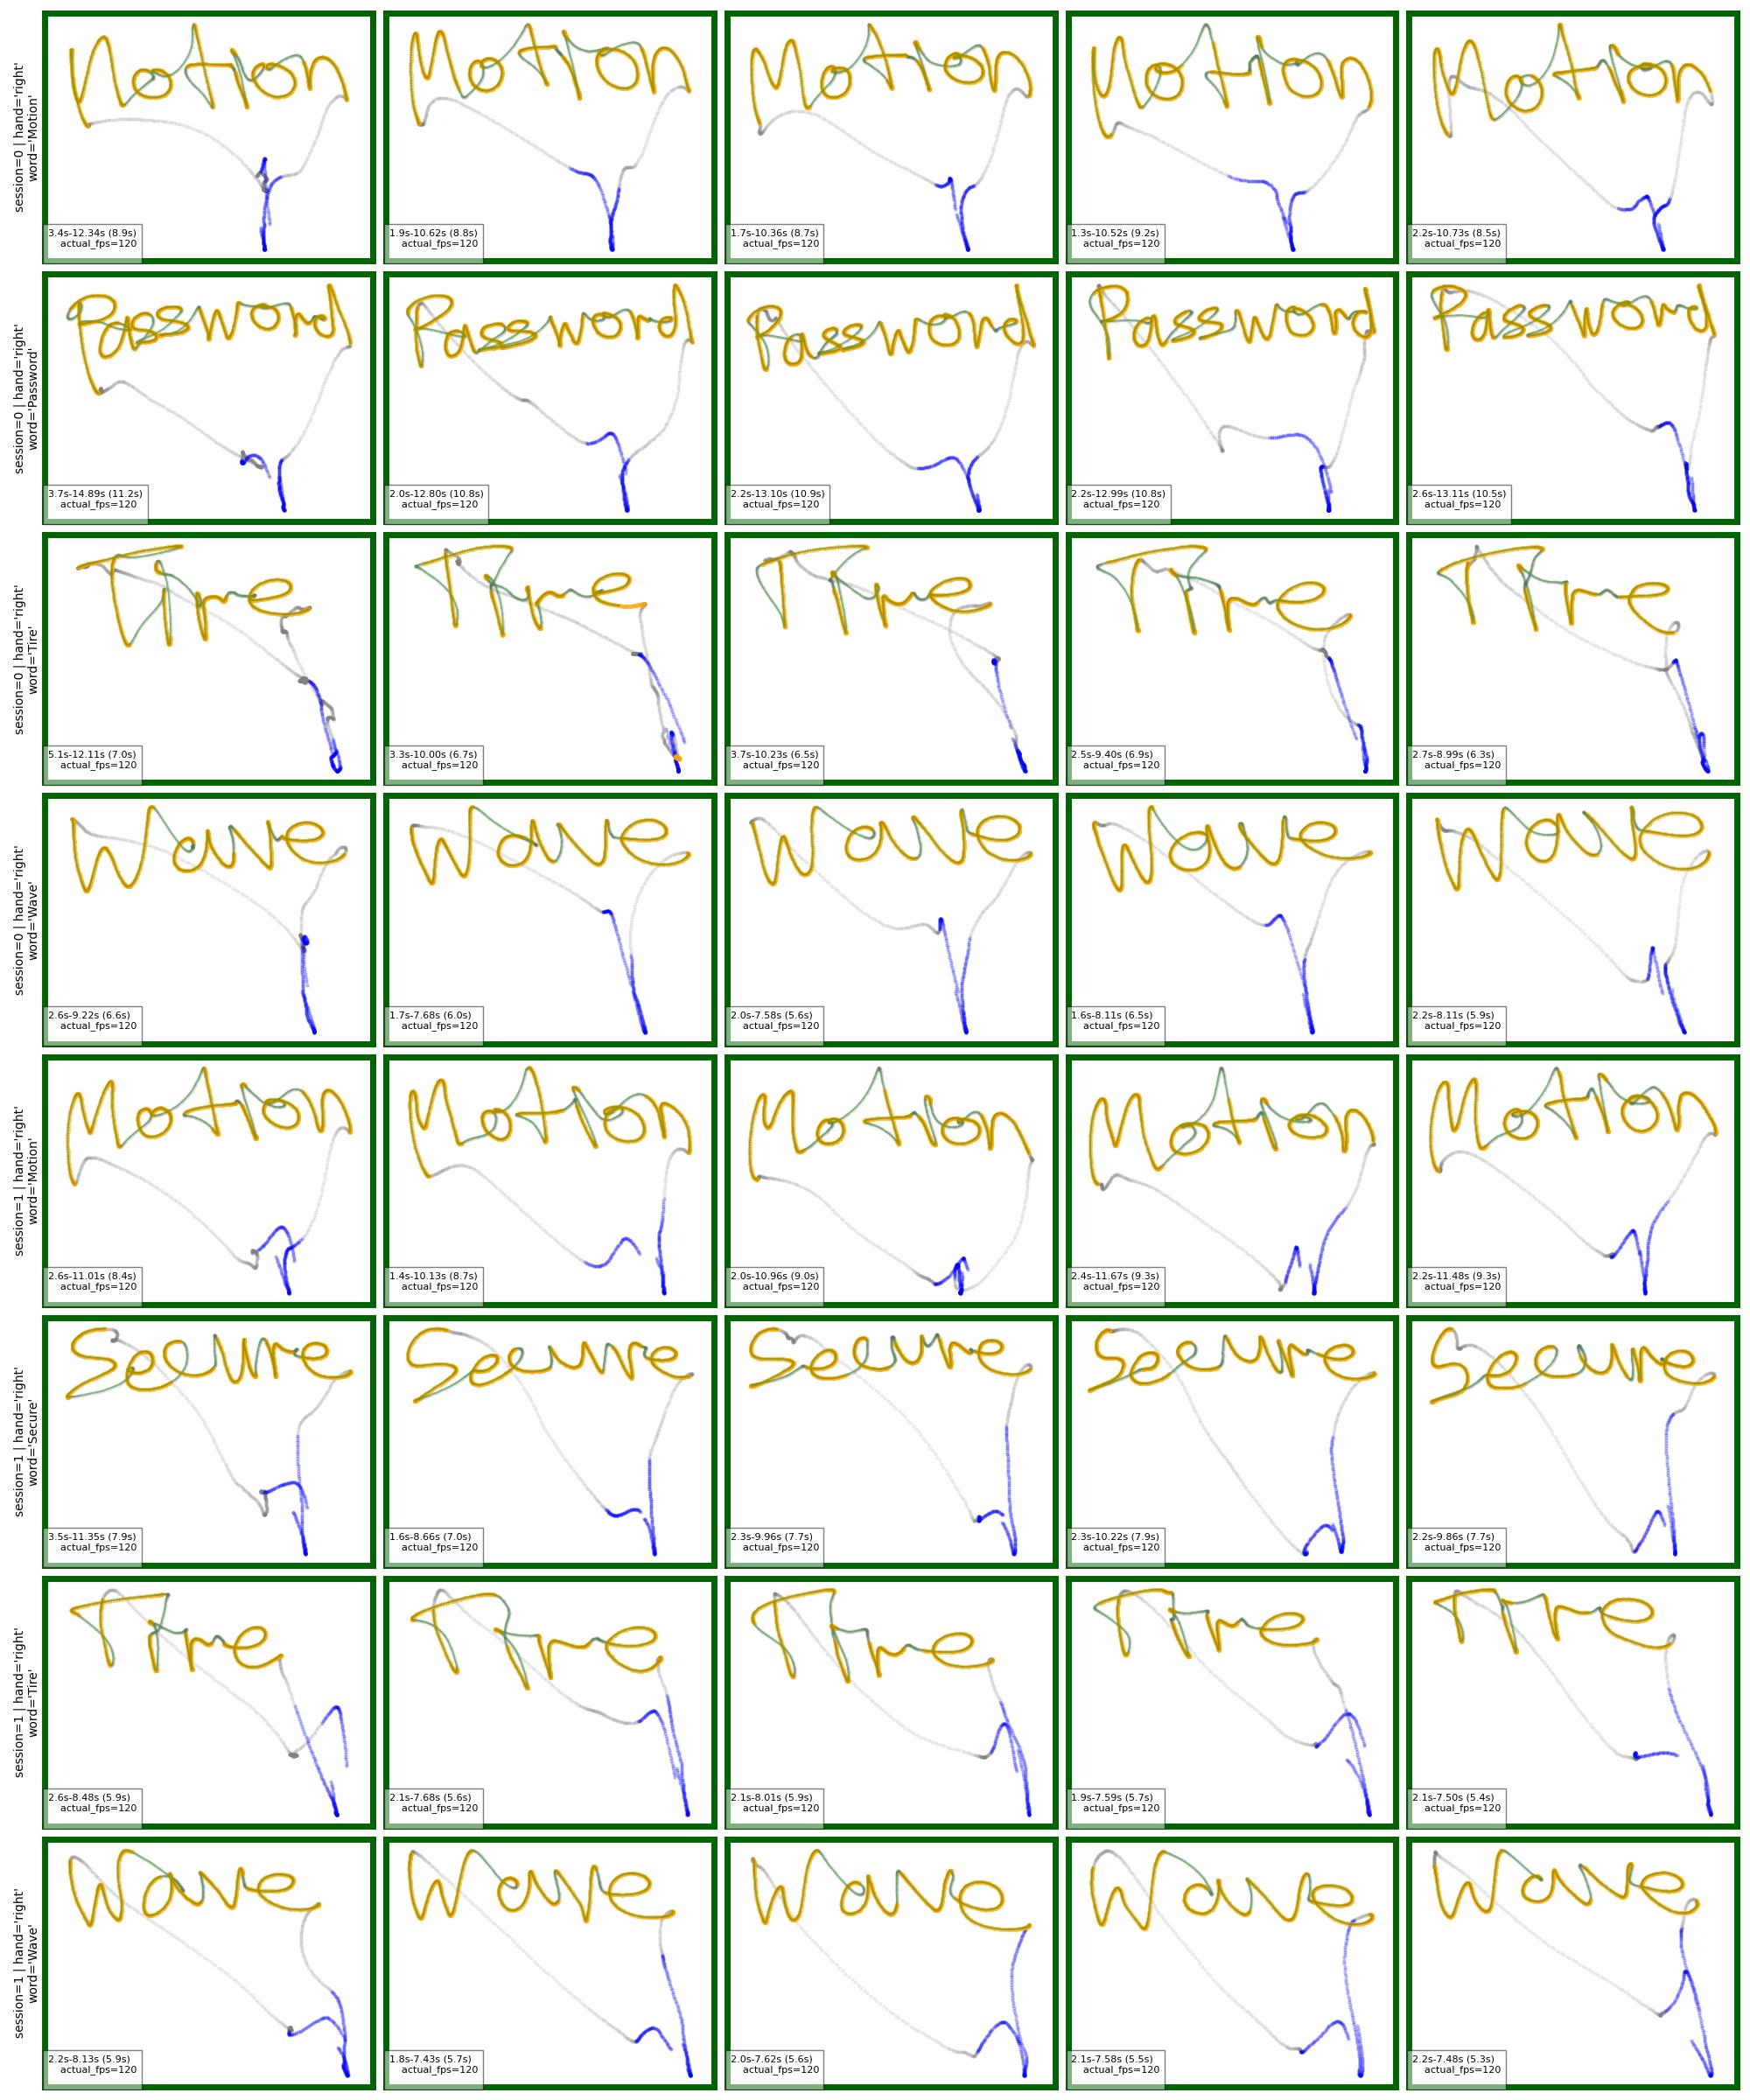 session=0 | hand='right'
word='Motion'
Motion Motion Motion Motion Motion
3.4s-12.34s (8.9s)
actual_fps=120
1.9s-10.62s (8.8s)
actual_fps=120
1.7s-10.36s (8.7s)
actual_fps=120
1.3s-10.52s (9.2s)
actual_fps=120
2.2s-10.73s (8.5s)
actual_fps=120
session=0 | hand='right'
word='Password'
Password Password Password Password Password
3.7s-14.89s (11.2s)
actual_fps=120
2.0s-12.80s (10.8s)
actual_fps=120
2.2s-13.10s (10.9s)
actual_fps=120
2.2s-12.99s (10.8s)
actual_fps=120
2.6s-13.11s (10.5s)
actual_fps=120
session=0 | hand='right'
word='Tire'
Tire Tire Tire Tire Tire
5.1s-12.11s (7.0s)
actual_fps=120
3.3s-10.00s (6.7s)
actual_fps=120
3.7s-10.23s (6.5s)
actual_fps=120
2.5s-9.40s (6.9s)
actual_fps=120
2.7s-8.99s (6.3s)
actual_fps=120
session=0 | hand='right'
word='Wave'
Wave Wave Wave Wave Wave
2.6s-9.22s (6.6s)
actual_fps=120
1.7s-7.68s (6.0s)
actual_fps=120
2.0s-7.58s (5.6s)
actual_fps=120
1.6s-8.11s (6.5s)
actual_fps=120
2.2s-8.11s (5.9s)
actual_fps=120
session=1 | hand='right'
word='Motion'
Motion Motion Motion Motion Motion
2.6s-11.01s (8.4s)
actual_fps=120
1.4s-10.13s (8.7s)
actual_fps=120
2.0s-10.96s (9.0s)
actual_fps=120
2.4s-11.67s (9.3s)
actual_fps=120
2.2s-11.48s (9.3s)
actual_fps=120
session=1 | hand='right'
word='Secure'
Secure Secure Secure Secure Secure
3.5s-11.35s (7.9s)
actual_fps=120
1.6s-8.66s (7.0s)
actual_fps=120
2.3s-9.96s (7.7s)
actual_fps=120
2.3s-10.22s (7.9s)
actual_fps=120
2.2s-9.86s (7.7s)
actual_fps=120
session=1 | hand='right'
word='Tire'
Tire Tire Tire Tire Tire
2.6s-8.48s (5.9s)
actual_fps=120
2.1s-7.68s (5.6s)
actual_fps=120
2.1s-8.01s (5.9s)
actual_fps=120
1.9s-7.59s (5.7s)
actual_fps=120
2.1s-7.50s (5.4s)
actual_fps=120
session=1 | hand='right'
word='Wave'
Wave Wave Wave Wave Wave
2.2s-8.13s (5.9s)
actual_fps=120
1.8s-7.43s (5.7s)
actual_fps=120
2.0s-7.62s (5.6s)
actual_fps=120
2.1s-7.58s (5.5s)
actual_fps=120
2.2s-7.48s (5.3s)
actual_fps=120